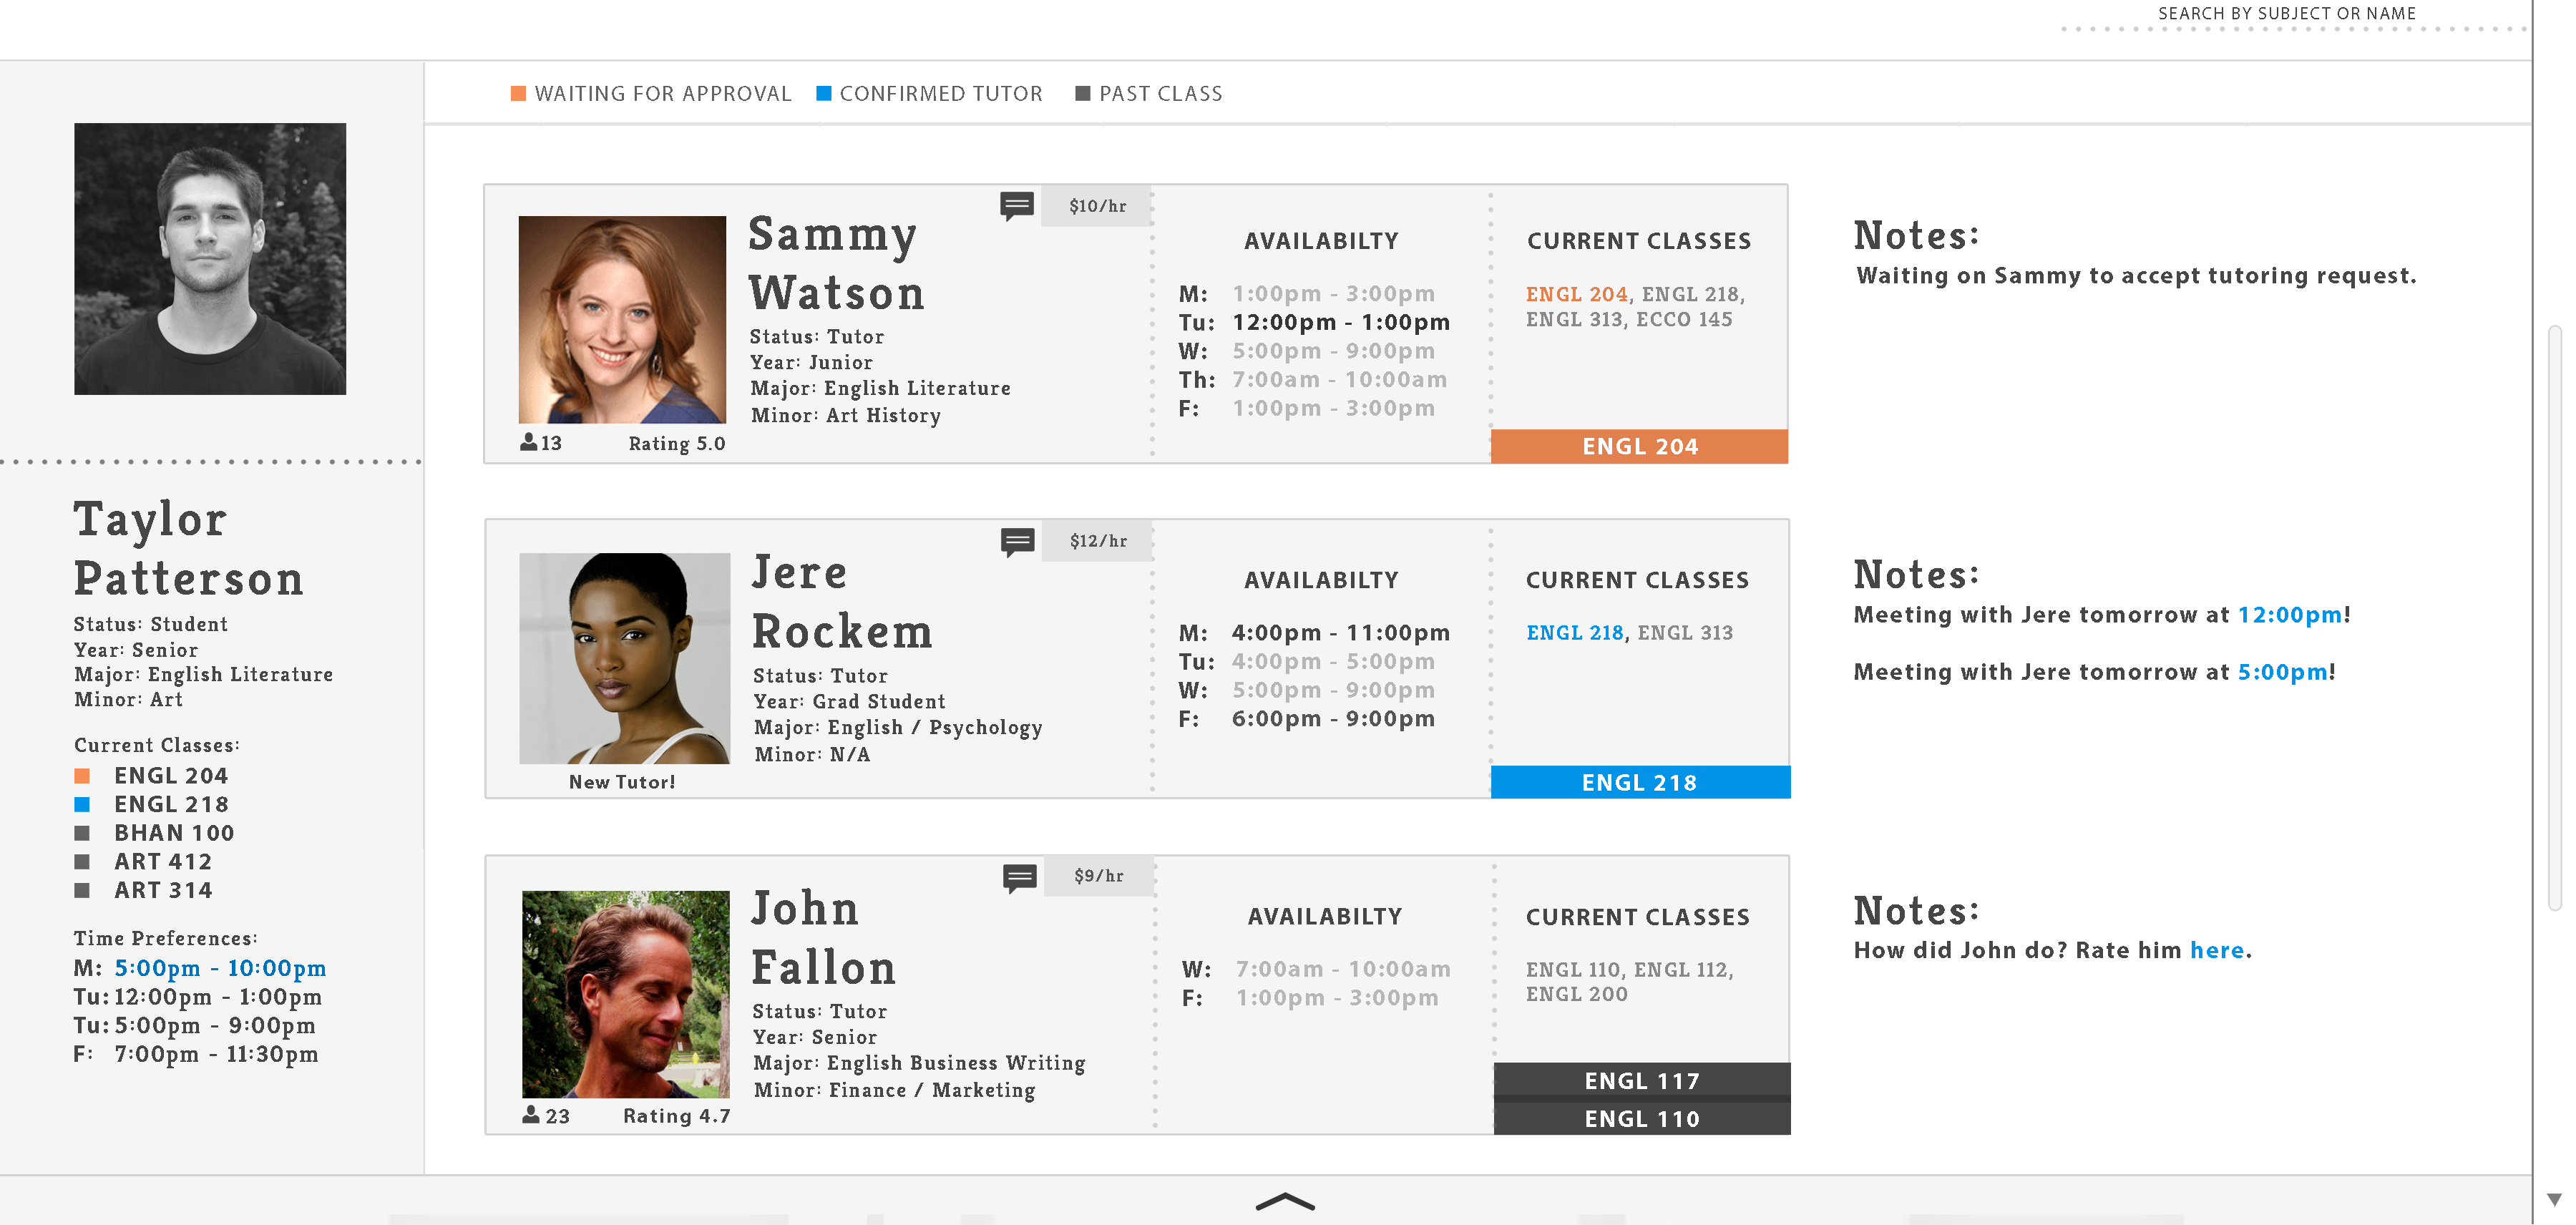 SEARCH BY SUBJECT OR NAME
WAITING FOR APPROVAL CONFIRMED TUTOR PAST CLASS
Taylor
Patterson
Status: Student
Year: Senior
Major: English Literature
Minor: Art
Current Classes:
ENGL 204
ENGL 218
BHAN 100
ART 412
ART 314
Time Preferences:
M: 5:00pm - 10:00pm
Tu: 12:00pm - 1:00pm
Tu: 5:00pm - 9:00pm
F: 7:00pm - 11:30pm
$10/hr
Sammy
Watson
Status: Tutor
Year: Junior
Major: English Literature
Minor: Art History
13 Rating 5.0
AVAILABILTY
M: 1:00pm - 3:00pm
Tu: 12:00pm - 1:00pm
W: 5:00pm - 9:00pm
Th: 7:00am - 10:00am
F: 1:00pm - 3:00pm
CURRENT CLASSES
ENGL 204, ENGL 218,
ENGL 313, ECCO 145
ENGL 204
Notes:
Waiting on Sammy to accept tutoring request.
$12/hr
Jere
Rockem
Status: Tutor
Year: Grad Student
Major: English / Psychology
Minor: N/A
New Tutor!
AVAILABILTY
M: 4:00pm - 11:00pm
Tu: 4:00pm - 5:00pm
W: 5:00pm - 9:00pm
F: 6:00pm - 9:00pm
CURRENT CLASSES
ENGL 218, ENGL 313
ENGL 218
Notes:
Meeting with Jere tomorrow at 12:00pm!
Meeting with Jere tomorrow at 5:00pm!
$9/hr
John
Fallon
Status: Tutor
Year: Senior
Major: English Business Writing
Minor: Finance / Marketing
23 Rating 4.7
AVAILABILTY
W: 7:00am - 10:00am
F: 1:00pm - 3:00pm
CURRENT CLASSES
ENGL 110, ENGL 112,
ENGL 200
ENGL 117
ENGL 110
Notes:
How did John do? Rate him here.